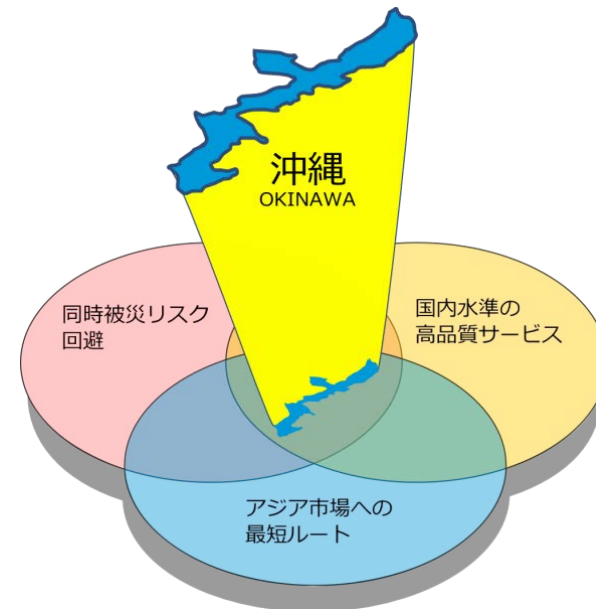 沖縄
OKINAWA
同時被災リスク
回避
国内水準の
高品質サービス
アジア市場への
最短ルート